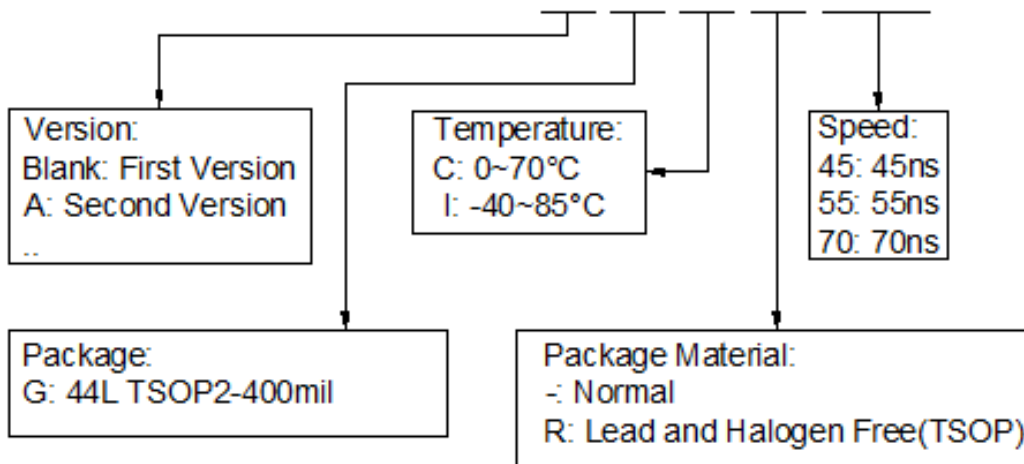 Version:
Blank: First Version
A: Second Version
..
Temperature:
C: 0~70°C
I: -40~85°C
Speed:
45: 45ns
55: 55ns
70: 70ns
Package:
G: 44L TSOP2-400mil
Package Material:
-: Normal
R: Lead and Halogen Free(TSOP)